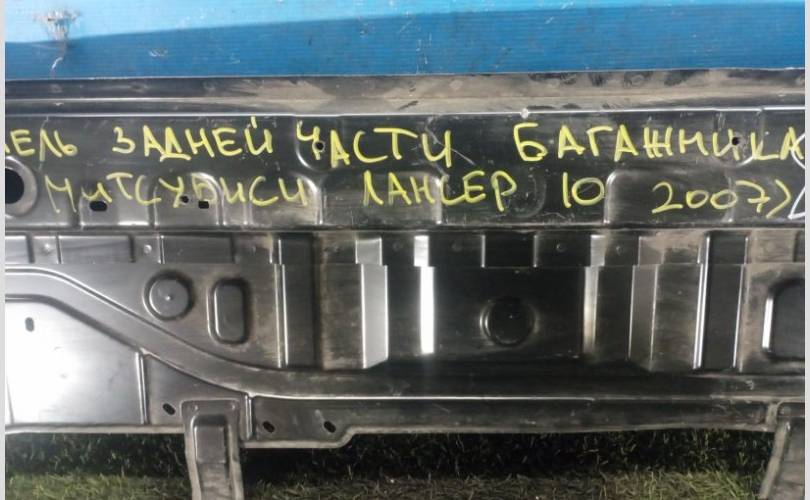 ЕЛЬ ЗАДНЕЙ ЧАСТИ БАГАЖНИКА
МИТСУБИСИ ЛАНСЕР 10 2007>